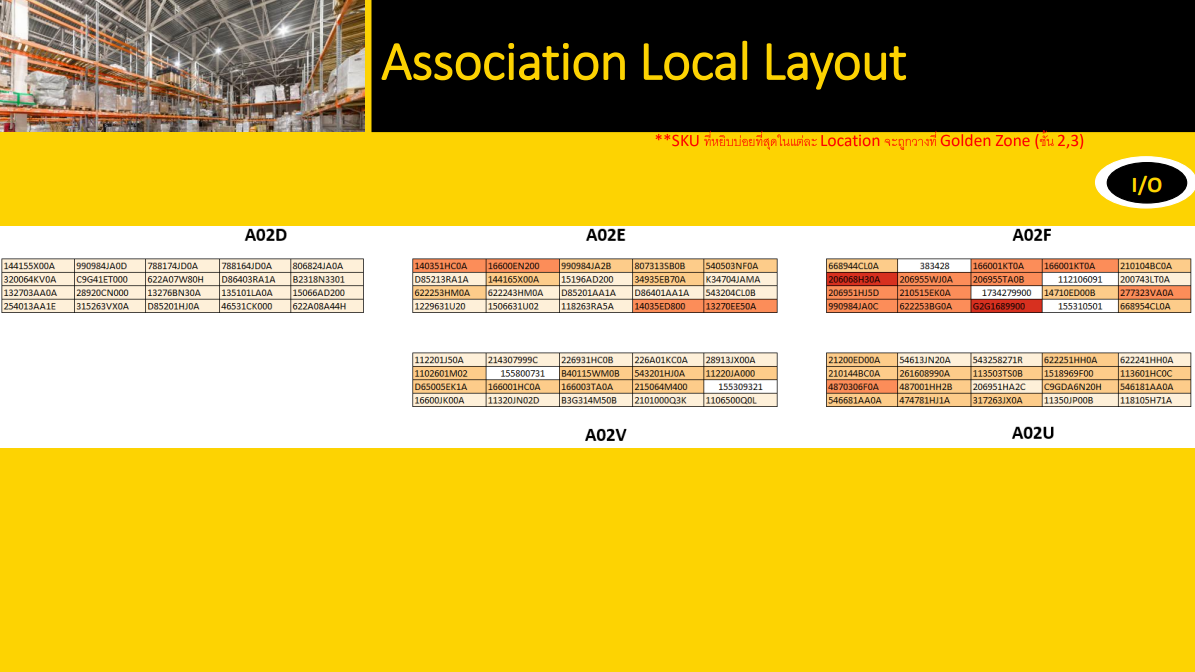 Association Local Layout
**SKU ที่หยิบบ่อยที่สุดในแต่ละ Location จะถูกวางที่ Golden Zone (ชั้น 2,3)
I/O
A02D A02E A02F
144155X00A 990984JA0D 788174JD0A 788164JD0A 806824JA0A
320064KV0A C9G41ET000 622A07W80H D86403RA1A B2318N3301
132703AA0A 28920CN000 13276BN30A 135101LA0A 15066AD200
254013AA1E 315263VX0A D85201HJ0A 46531CK000 622A08A44H
140351HC0A 16600EN200 990984JA2B 807313SB0B 540503NF0A
D85213RA1A 144165X00A 15196AD200 34935EB70A K34704JAMA
622253HM0A 622243HM0A D85201AA1A D86401AA1A 543204CL0B
1229631U20 1506631U02 118263RA5A 14035ED800 13270EE50A
668944CL0A 383428 166001KT0A 166001KT0A 210104BC0A
206068H30A 206955WJ0A 206955TA0B 112106091 200743LT0A
206951HJ5D 210515EK0A 1734279900 14710ED00B 277323VA0A
990984JA0C 622253BG0A G2G1689900 155310501 668954CL0A
112201J50A 214307999C 226931HC0B 226A01KC0A 28913JX00A
1102601M02 155800731 B40115WM0B 543201HJ0A 11220JA000
D65005EK1A 166001HC0A 166003TA0A 215064M400 155309321
16600JK00A 11320JN02D B3G314M50B 2101000Q3K 1106500Q0L
21200ED00A 54613JN20A 543258271R 622251HH0A 622241HH0A
210144BC0A 261608990A 113503TS0B 1518969F00 113601HC0C
4870306F0A 487001HH2B 206951HA2C C9GDA6N20H 546181AA0A
546681AA0A 474781HJ1A 317263JX0A 11350JP00B 118105H71A
A02V A02U